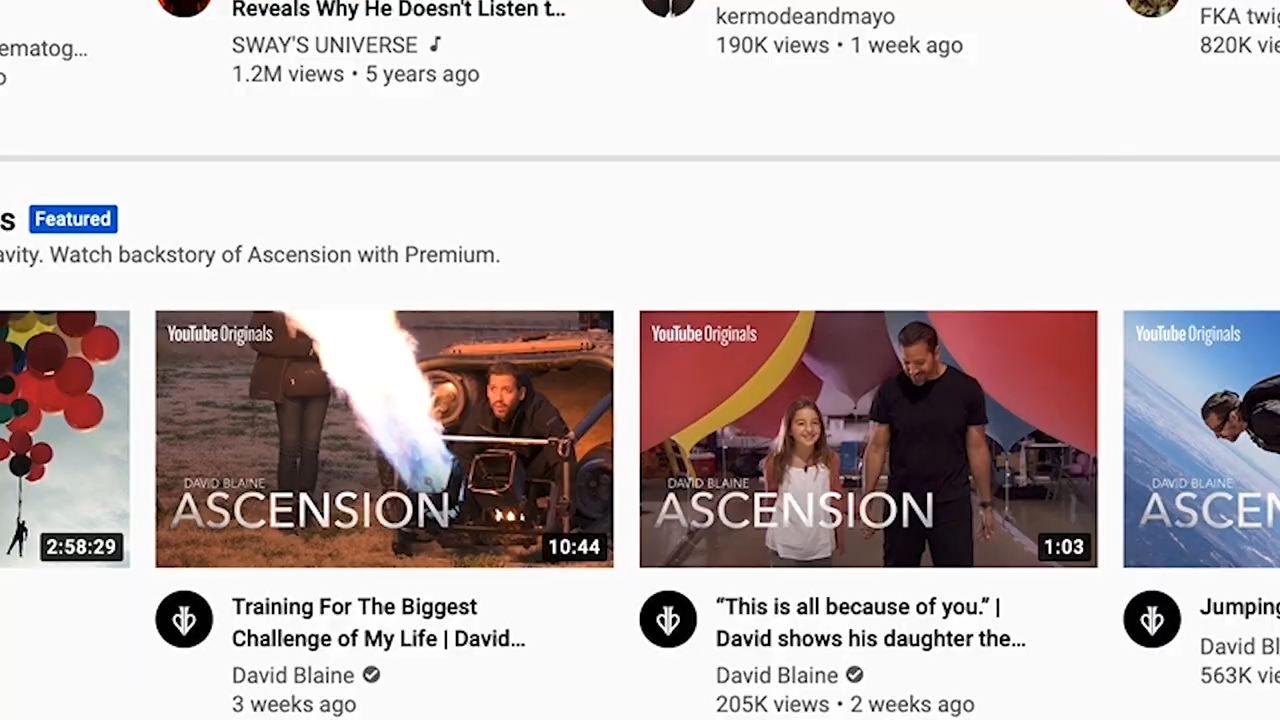 Reveals Why He Doesn't Listen t...
ematog...
SWAY'S UNIVERSE
1.2M views • 5 years ago
kermodeandmayo
190K views • 1 week ago
FKA twig
820K vie
s Featured
avity. Watch backstory of Ascension with Premium.
2:58:29
YouTube Originals
DAVID BLAINE
ASCENSION
10:44
Training For The Biggest
Challenge of My Life | David...
David Blaine
3 weeks ago
YouTube Originals
DAVID BLAINE
ASCENSION
1:03
“This is all because of you.” |
David shows his daughter the...
David Blaine
205K views • 2 weeks ago
YouTube Originals
DAVID BLAINE
ASCEN
Jumping
David Bl
563K vie